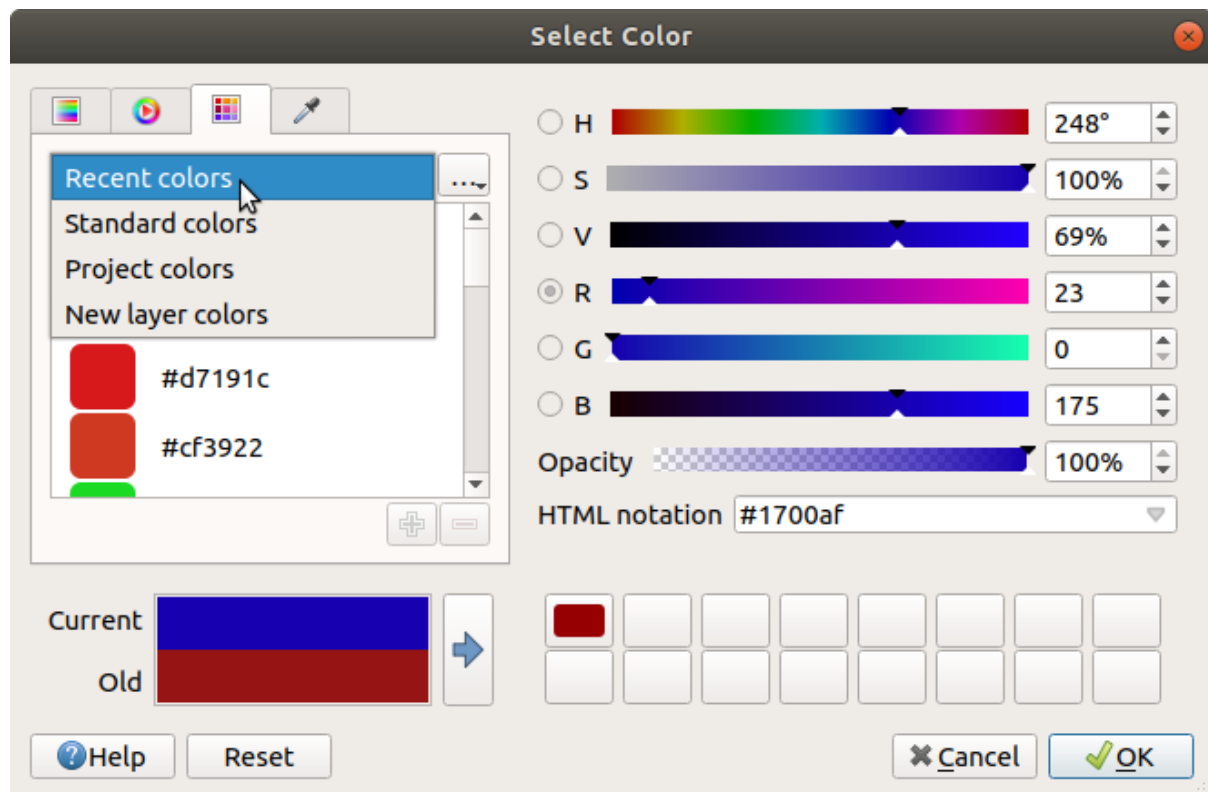 Select Color
Recent colors
...
Standard colors
Project colors
New layer colors
#d7191c
#cf3922
H 248°
S 100%
V 69%
R 23
G 0
B 175
Opacity 100%
HTML notation #1700af
Current
Old
?Help
Reset
Cancel
OK